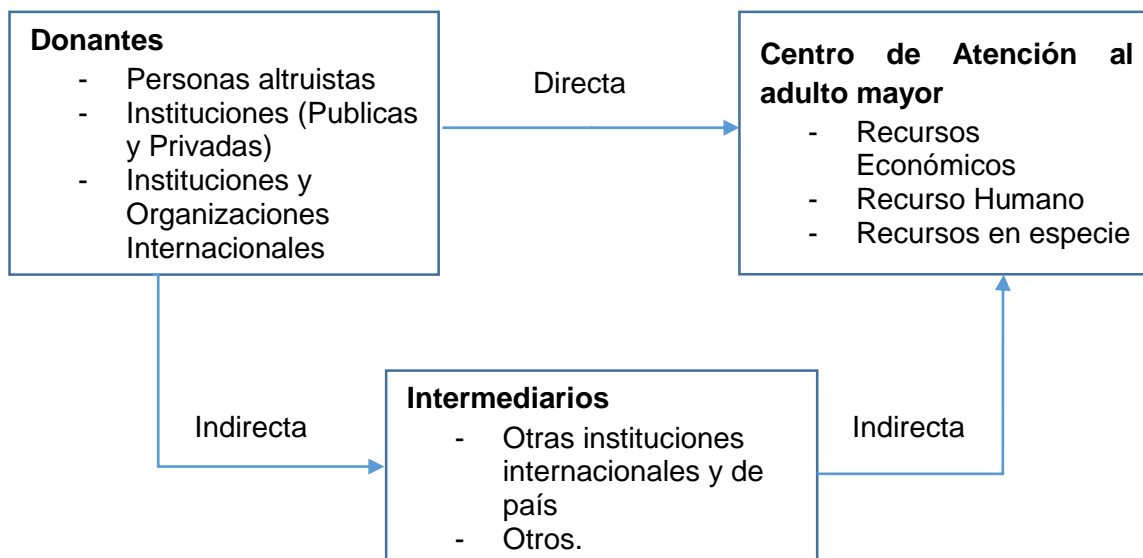 Donantes
- Personas altruistas
- Instituciones (Publicas
y Privadas)
- Instituciones y
Organizaciones
Internacionales
Directa
Centro de Atención al
adulto mayor
- Recursos
Económicos
- Recurso Humano
- Recursos en especie
Indirecta
Intermediarios
- Otras instituciones
internacionales y de
país
- Otros.
Indirecta